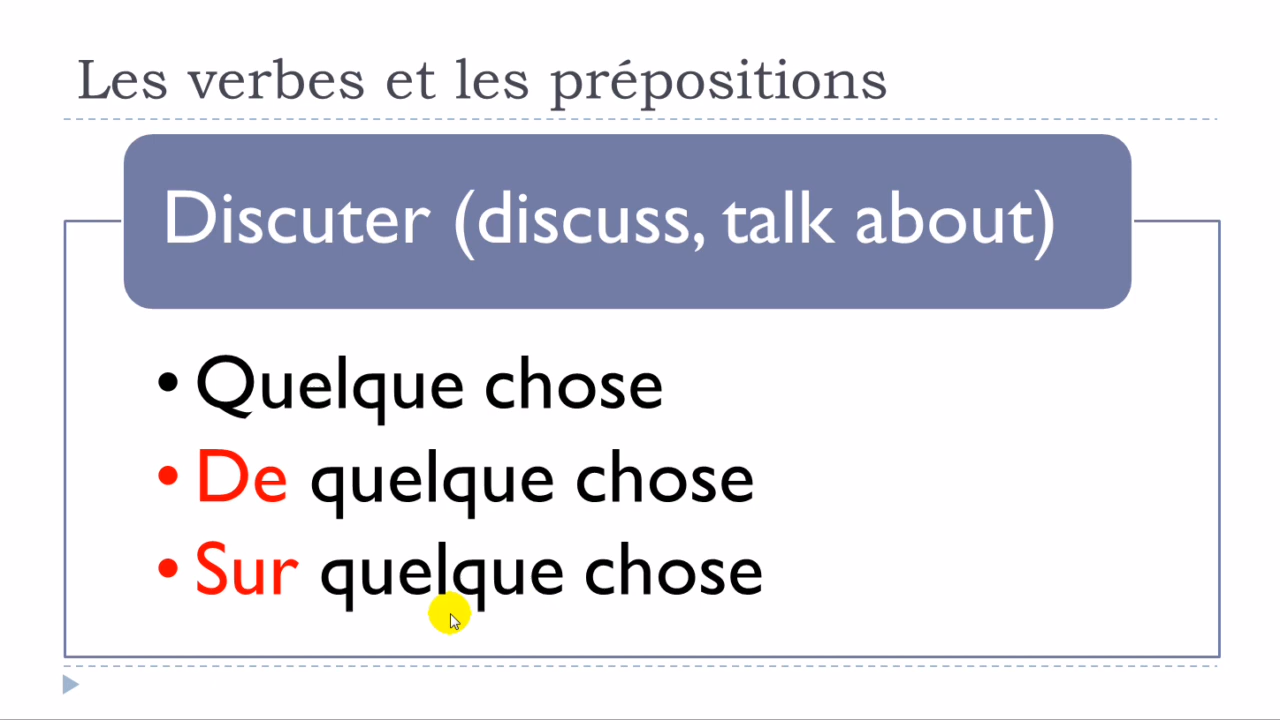 Les verbes et les prépositions
Discuter (discuss, talk about)
• Quelque chose
• De quelque chose
• Sur quelque chose